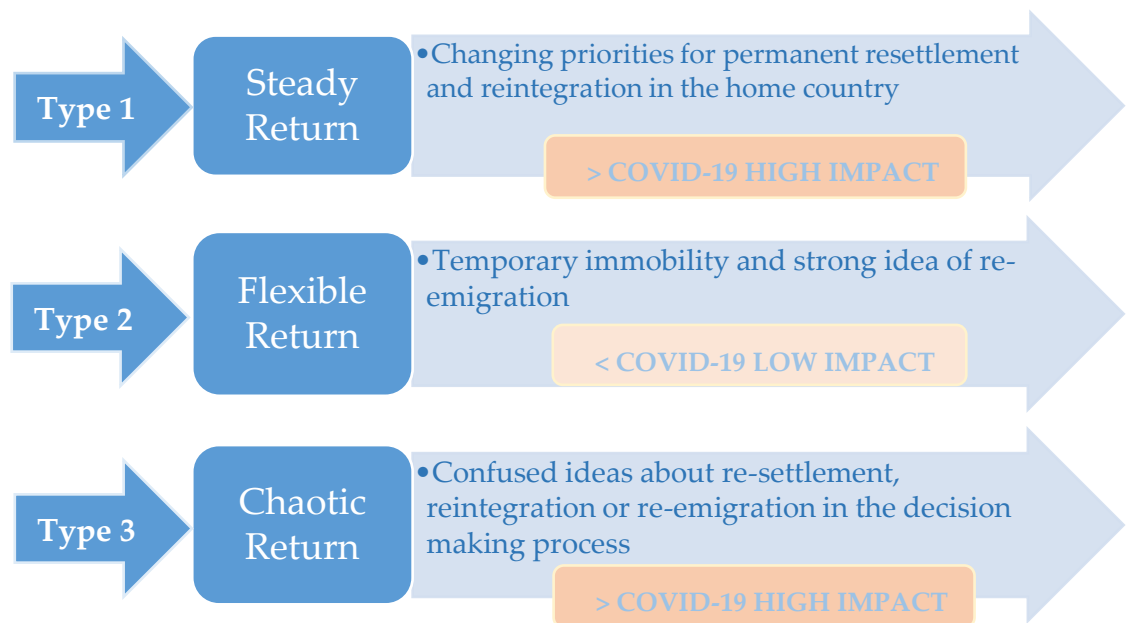 Type 1
Steady
Return
•Changing priorities for permanent resettlement
and reintegration in the home country
> COVID-19 HIGH IMPACT
Type 2
Flexible
Return
•Temporary immobility and strong idea of re-
emigration
< COVID-19 LOW IMPACT
Type 3
Chaotic
Return
•Confused ideas about re-settlement,
reintegration or re-emigration in the decision
making process
> COVID-19 HIGH IMPACT